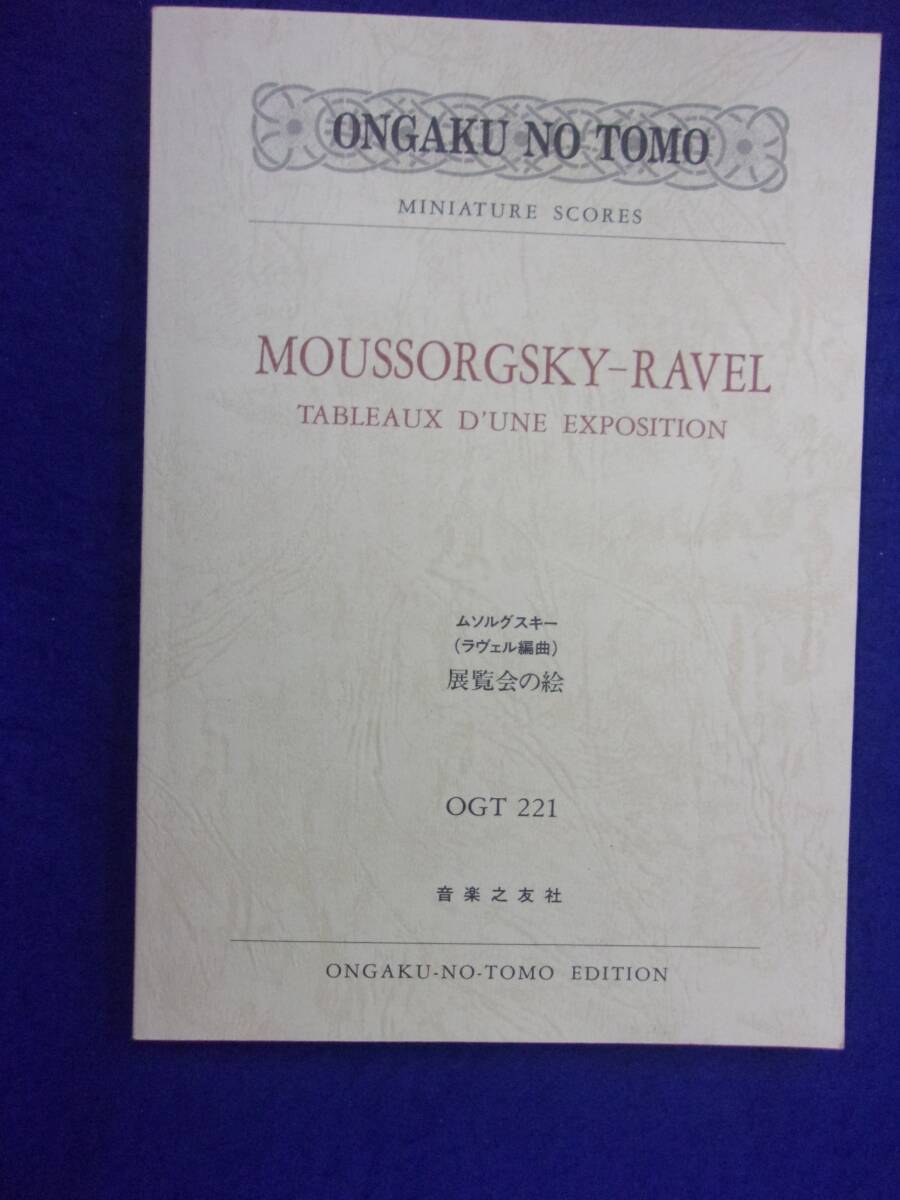 ONGAKU NO TOMO
MINIATURE SCORES
MOUSSORGSKY-RAVEL
TABLEAUX D'UNE EXPOSITION
ムソルグスキー
(ラヴェル編曲)
展覧会の絵
OGT 221
音楽之友社
ONGAKU-NO-TOMO EDITION